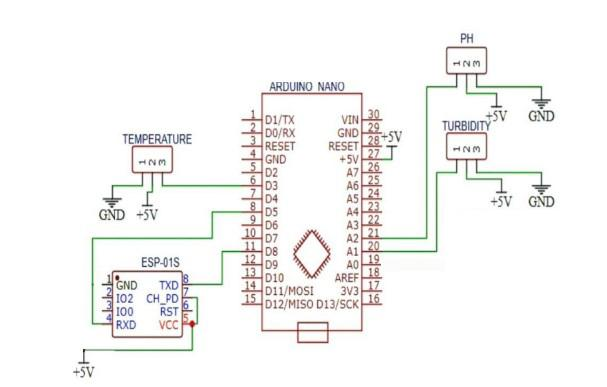 PH
1 2 3
+5V
GND
ARDUINO NANO
1 D1/TX VIN 30
2 D0/RX GND 29
3 RESET RESET 28
4 GND +5V 27
+5V
5 D2 A7 26
6 D3 A6 25
7 D4 A5 24
8 D5 A4 23
9 D6 A3 22
10 D7 A2 21
11 D8 A1 20
12 D9 A0 19
13 D10 AREF 18
14 D11/MOSI 3V3 17
15 D12/MISO D13/SCK 16
TURBIDITY
1 2 3
+5V
GND
TEMPERATURE
1 2 3
GND
+5V
ESP-01S
1 GND TXD 8
2 IO2 CH_PD 7
3 IO0 RST 6
4 RXD VCC 5
+5V